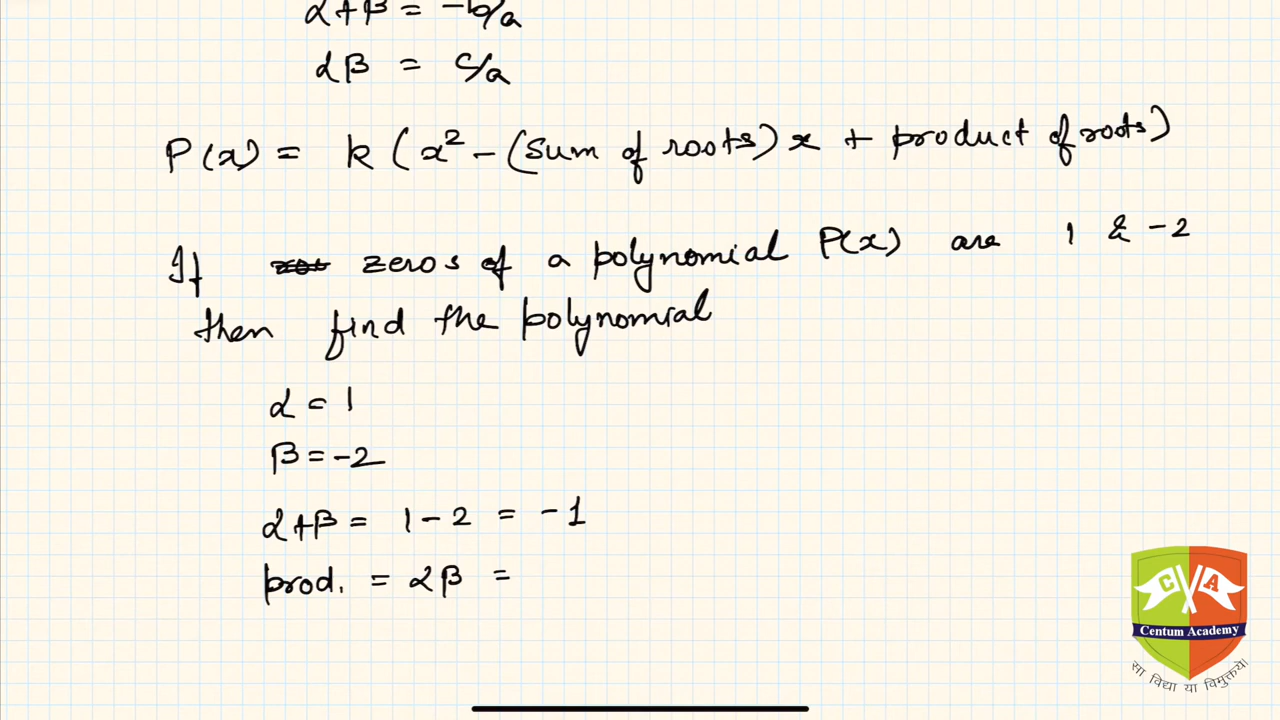 α+β = -b/a
αβ = c/a
P(x) = k (x² - (Sum of roots) x + product of roots)
If zeros of a polynomial P(x) are 1 & -2
then find the polynomial
α = 1
β = -2
α+β = 1 - 2 = -1
prod. = αβ =
C A
Centum Academy
सा विद्या या विमुक्तये।